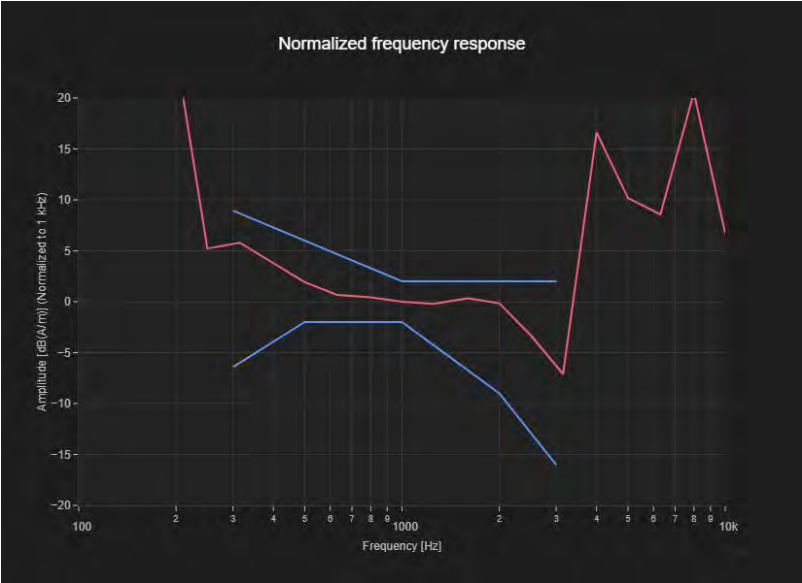 Normalized frequency response
Amplitude [dB(A/m)] (Normalized to 1 kHz)
20
15
10
5
0
−5
−10
−15
−20
100 2 3 4 5 6 7 8 9 1000 2 3 4 5 6 7 8 9 10k
Frequency [Hz]